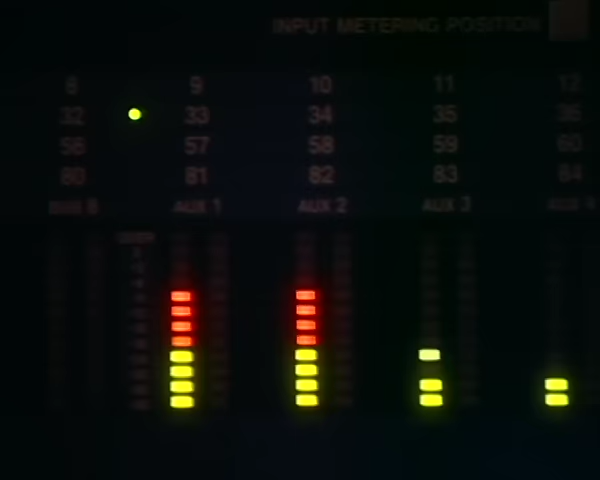 INPUT METERING POSITION
8 9 10 11 12
32 33 34 35 36
56 57 58 59 60
80 81 82 83 84
AUX 1 AUX 2 AUX 3